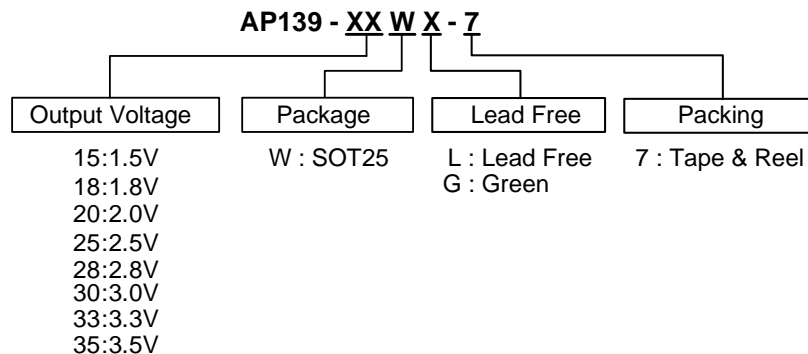 AP139 - XX W X - 7
Output Voltage
Package
Lead Free
Packing
15:1.5V
18:1.8V
20:2.0V
25:2.5V
28:2.8V
30:3.0V
33:3.3V
35:3.5V
W : SOT25
L : Lead Free
G : Green
7 : Tape & Reel